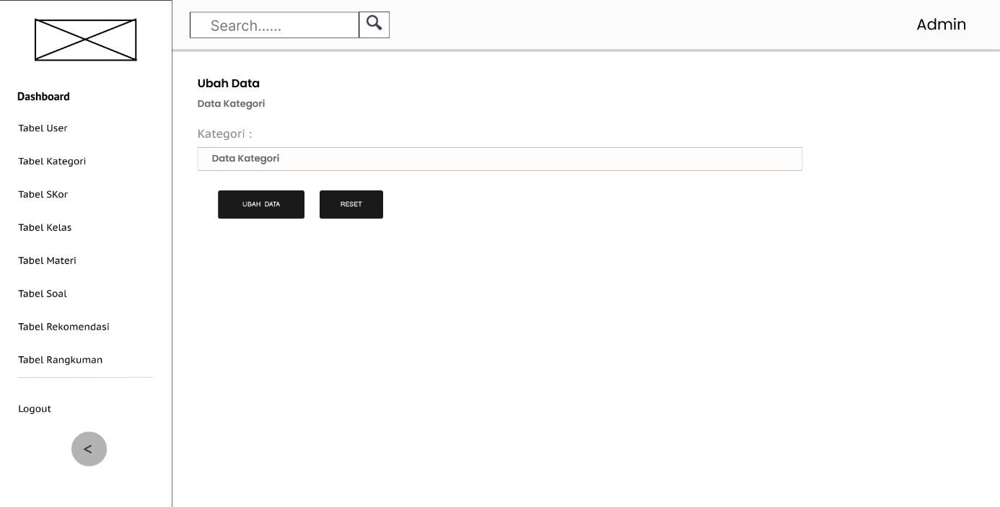 Search......
Admin
Dashboard
Tabel User
Tabel Kategori
Tabel SKor
Tabel Kelas
Tabel Materi
Tabel Soal
Tabel Rekomendasi
Tabel Rangkuman
Logout
<
Ubah Data
Data Kategori
Kategori :
Data Kategori
UBAH DATA
RESET